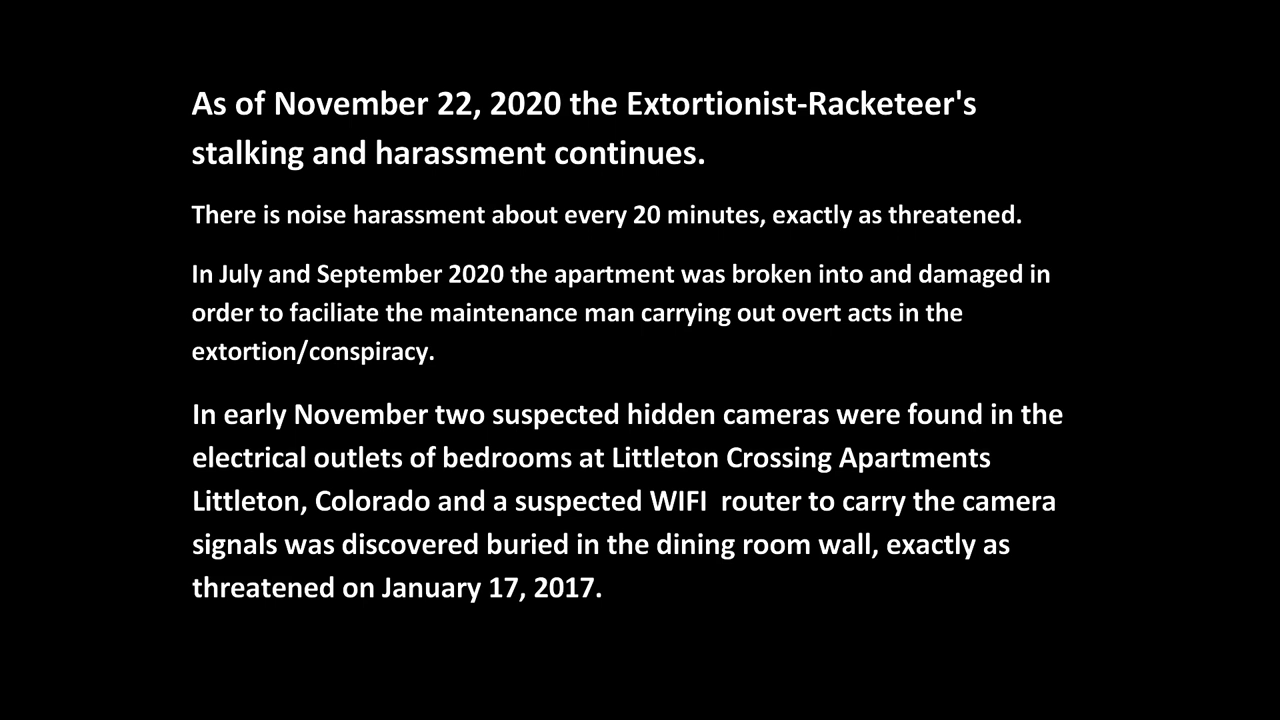 As of November 22, 2020 the Extortionist-Racketeer's
stalking and harassment continues.
There is noise harassment about every 20 minutes, exactly as threatened.
In July and September 2020 the apartment was broken into and damaged in
order to faciliate the maintenance man carrying out overt acts in the
extortion/conspiracy.
In early November two suspected hidden cameras were found in the
electrical outlets of bedrooms at Littleton Crossing Apartments
Littleton, Colorado and a suspected WIFI  router to carry the camera
signals was discovered buried in the dining room wall, exactly as
threatened on January 17, 2017.